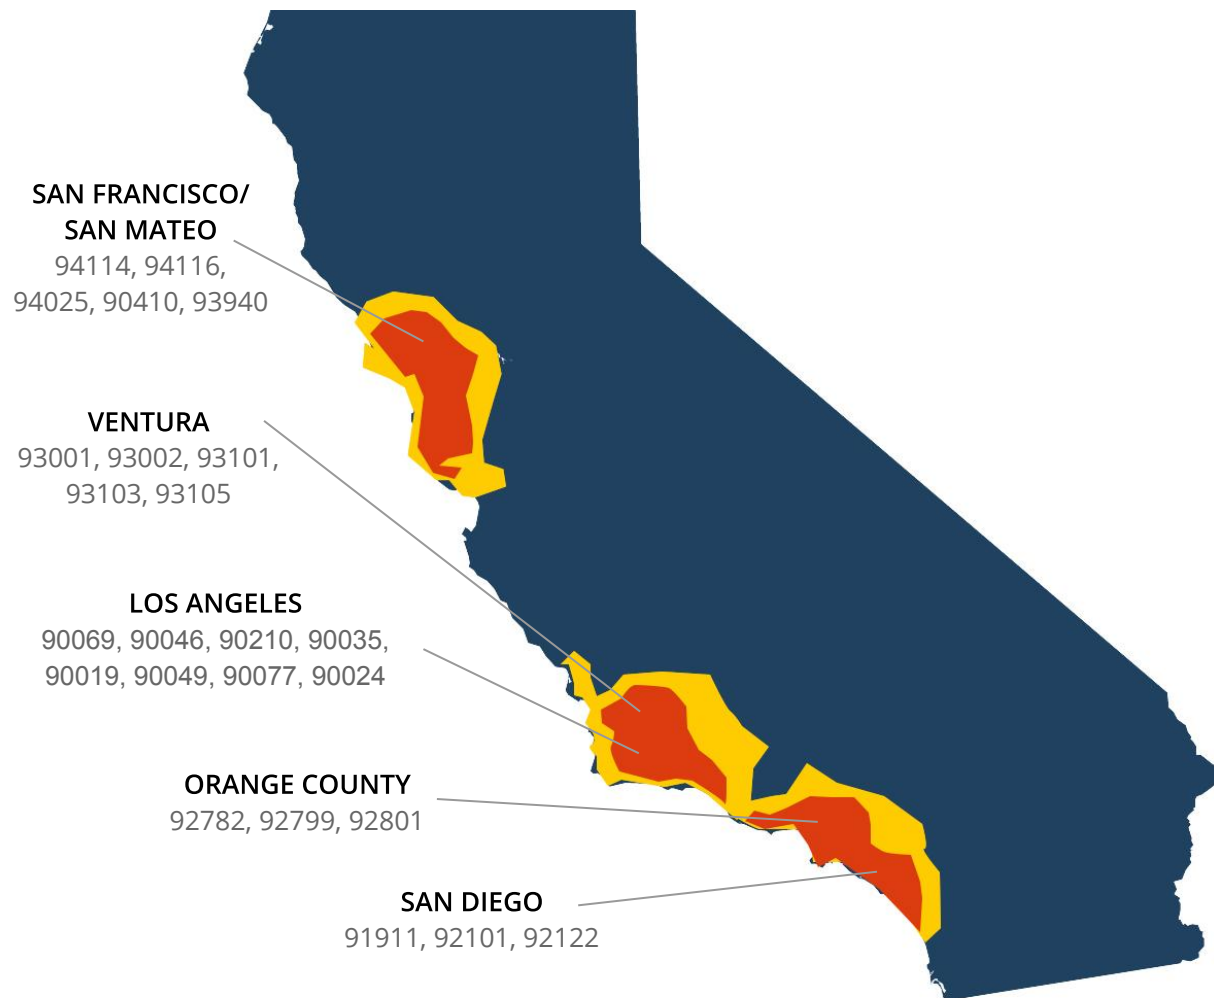 SAN FRANCISCO/
SAN MATEO
94114, 94116,
94025, 90410, 93940
VENTURA
93001, 93002, 93101,
93103, 93105
LOS ANGELES
90069, 90046, 90210, 90035,
90019, 90049, 90077, 90024
ORANGE COUNTY
92782, 92799, 92801
SAN DIEGO
91911, 92101, 92122